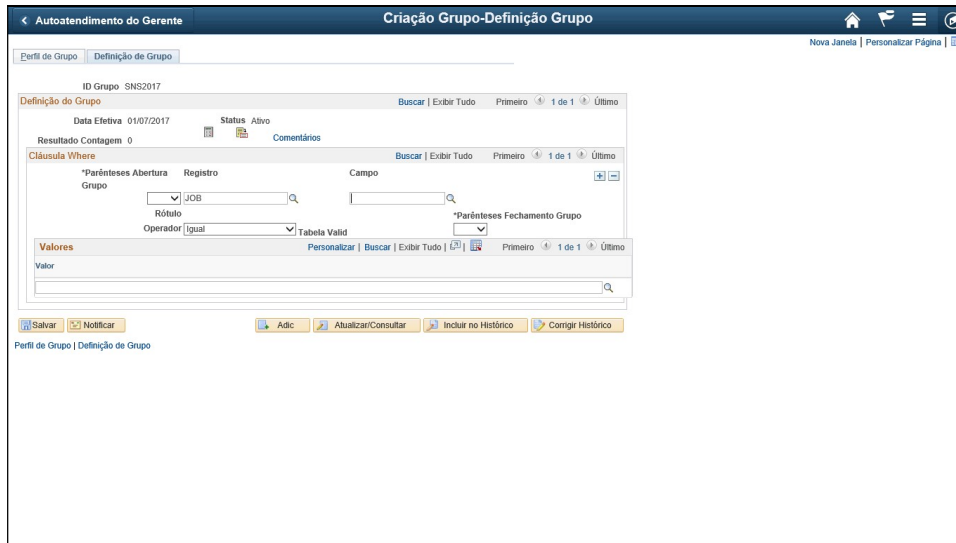 Autoatendimento do Gerente
Criação Grupo-Definição Grupo
Nova Janela | Personalizar Página |
Perfil de Grupo
Definição de Grupo
ID Grupo SNS2017
Definição do Grupo Buscar | Exibir Tudo Primeiro 1 de 1 Último
Data Efetiva 01/07/2017 Status Ativo
Resultado Contagem 0 Comentários
Cláusula Where Buscar | Exibir Tudo Primeiro 1 de 1 Último
*Parênteses Abertura Grupo Registro Campo
JOB
Rótulo *Parênteses Fechamento Grupo
Operador Igual Tabela Valid
Valores Personalizar | Buscar | Exibir Tudo | Primeiro 1 de 1 Último
Valor
Salvar Notificar Adic Atualizar/Consultar Incluir no Histórico Corrigir Histórico
Perfil de Grupo | Definição de Grupo